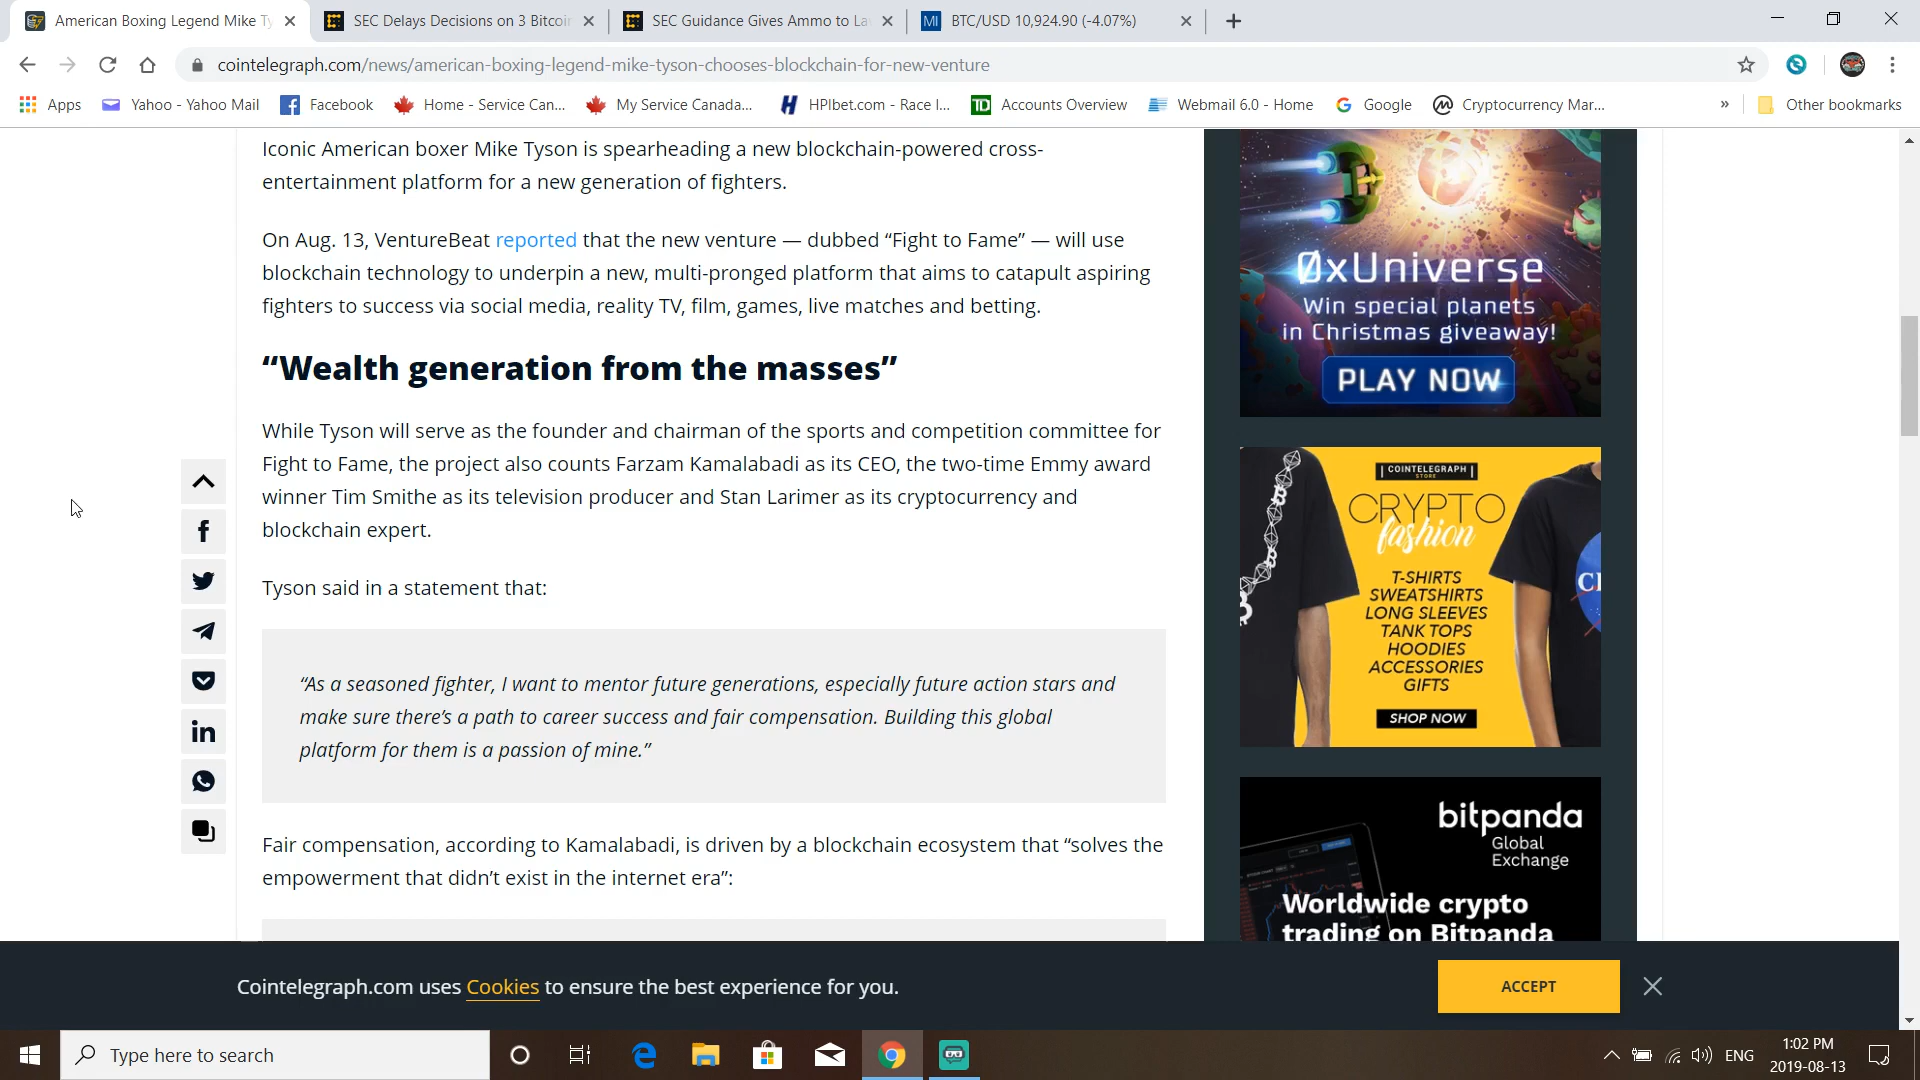 American Boxing Legend Mike Ty
SEC Delays Decisions on 3 Bitcoin
SEC Guidance Gives Ammo to La
MI BTC/USD 10,924.90 (-4.07%)
cointelegraph.com/news/american-boxing-legend-mike-tyson-chooses-blockchain-for-new-venture
Apps
Yahoo - Yahoo Mail
Facebook
Home - Service Can...
My Service Canada...
HPIbet.com - Race I...
TD Accounts Overview
Webmail 6.0 - Home
Google
Cryptocurrency Mar...
»
Other bookmarks
Iconic American boxer Mike Tyson is spearheading a new blockchain-powered cross-
entertainment platform for a new generation of fighters.
On Aug. 13, VentureBeat reported that the new venture — dubbed “Fight to Fame” — will use
blockchain technology to underpin a new, multi-pronged platform that aims to catapult aspiring
fighters to success via social media, reality TV, film, games, live matches and betting.
“Wealth generation from the masses”
While Tyson will serve as the founder and chairman of the sports and competition committee for
Fight to Fame, the project also counts Farzam Kamalabadi as its CEO, the two-time Emmy award
winner Tim Smithe as its television producer and Stan Larimer as its cryptocurrency and
blockchain expert.
Tyson said in a statement that:
“As a seasoned fighter, I want to mentor future generations, especially future action stars and
make sure there’s a path to career success and fair compensation. Building this global
platform for them is a passion of mine.”
Fair compensation, according to Kamalabadi, is driven by a blockchain ecosystem that “solves the
empowerment that didn’t exist in the internet era”:
0xUniverse
Win special planets
in Christmas giveaway!
PLAY NOW
COINTELEGRAPH
STORE
CRYPTO
fashion
T-SHIRTS
SWEATSHIRTS
LONG SLEEVES
TANK TOPS
HOODIES
ACCESSORIES
GIFTS
SHOP NOW
bitpanda
Global
Exchange
Worldwide crypto
trading on Bitpanda
Cointelegraph.com uses Cookies to ensure the best experience for you.
ACCEPT
Type here to search
ENG
1:02 PM
2019-08-13